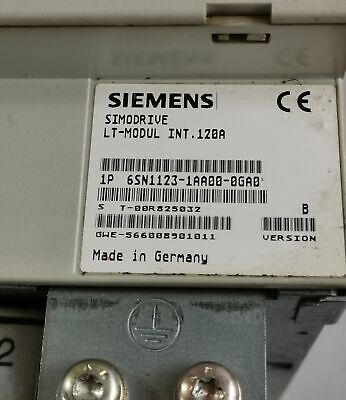 SIEMENS CE
SIMODRIVE
LT-MODUL INT.120A
1P 6SN1123-1AA00-0GA0
S T-00R825032 B
GWE-566008901011 VERSION
Made in Germany
2